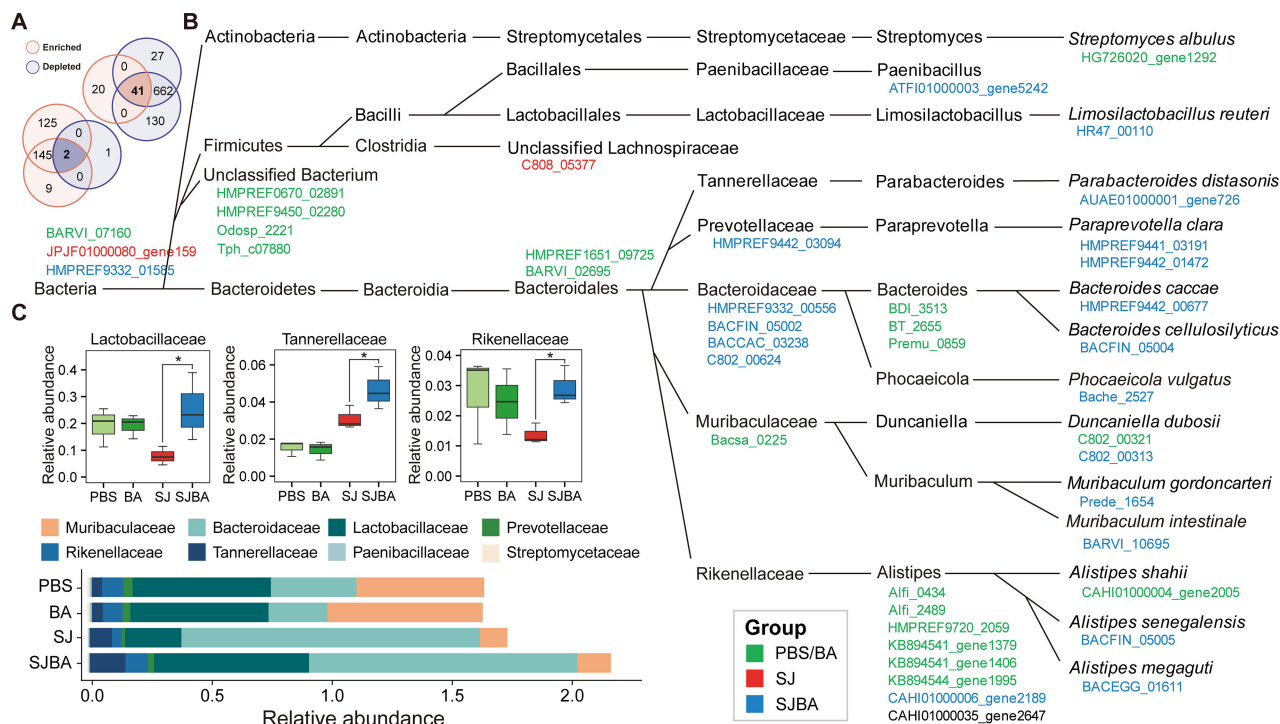 A
Enriched
Depleted
0
27
20
41
662
0
130
125
0
145
2
1
0
9
B
Actinobacteria
Actinobacteria
Streptomycetales
Streptomycetaceae
Streptomyces
Streptomyces albulus
HG726020_gene1292
Bacillales
Paenibacillaceae
Paenibacillus
ATFI01000003_gene5242
Bacilli
Lactobacillales
Lactobacillaceae
Limosilactobacillus
Limosilactobacillus reuteri
HR47_00110
Firmicutes
Clostridia
Unclassified Lachnospiraceae
C808_05377
Unclassified Bacterium
HMPREF0670_02891
HMPREF9450_02280
Odosp_2221
Tph_c07880
Tannerellaceae
Parabacteroides
Parabacteroides distasonis
AUAE01000001_gene726
Prevotellaceae
HMPREF9442_03094
Paraprevotella
Paraprevotella clara
HMPREF9441_03191
HMPREF9442_01472
BARVI_07160
JPJF01000080_gene159
HMPREF9332_01585
Bacteria
Bacteroidetes
Bacteroidia
HMPREF1651_09725
BARVI_02695
Bacteroidales
Bacteroidaceae
HMPREF9332_00556
BACFIN_05002
BACCAC_03238
C802_00624
Bacteroides
BDI_3513
BT_2655
Premu_0859
Bacteroides caccae
HMPREF9442_00677
Bacteroides cellulosilyticus
BACFIN_05004
Phocaeicola
Phocaeicola vulgatus
Bache_2527
Muribaculaceae
Bacsa_0225
Duncaniella
Duncaniella dubosii
C802_00321
C802_00313
Muribaculum
Muribaculum gordoncarteri
Prede_1654
Muribaculum intestinale
BARVI_10695
Rikenellaceae
Alistipes
Alfi_0434
Alfi_2489
HMPREF9720_2059
KB894541_gene1379
KB894541_gene1406
KB894544_gene1995
CAHI01000006_gene2189
CAHI01000035_gene2647
Alistipes shahii
CAHI01000004_gene2005
Alistipes senegalensis
BACFIN_05005
Alistipes megaguti
BACEGG_01611
Group
PBS/BA
SJ
SJBA
C
Lactobacillaceae
Relative abundance
0.4
0.3
0.2
0.1
0.0
*
PBS BA SJ SJBA
Tannerellaceae
Relative abundance
0.06
0.04
0.02
0.00
*
PBS BA SJ SJBA
Rikenellaceae
Relative abundance
0.04
0.03
0.02
0.01
0.00
*
PBS BA SJ SJBA
Muribaculaceae
Bacteroidaceae
Lactobacillaceae
Prevotellaceae
Rikenellaceae
Tannerellaceae
Paenibacillaceae
Streptomycetaceae
PBS
BA
SJ
SJBA
0.0 0.5 1.0 1.5 2.0
Relative abundance